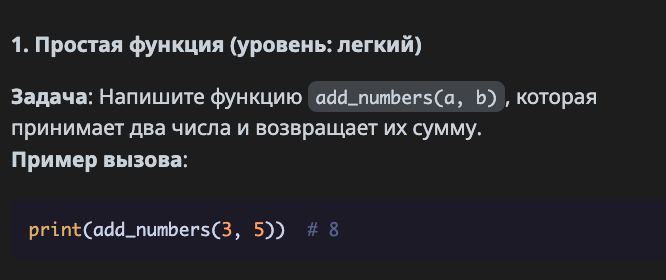 1. Простая функция (уровень: легкий)
Задача: Напишите функцию add_numbers(a, b), которая
принимает два числа и возвращает их сумму.
Пример вызова:
print(add_numbers(3, 5))  # 8